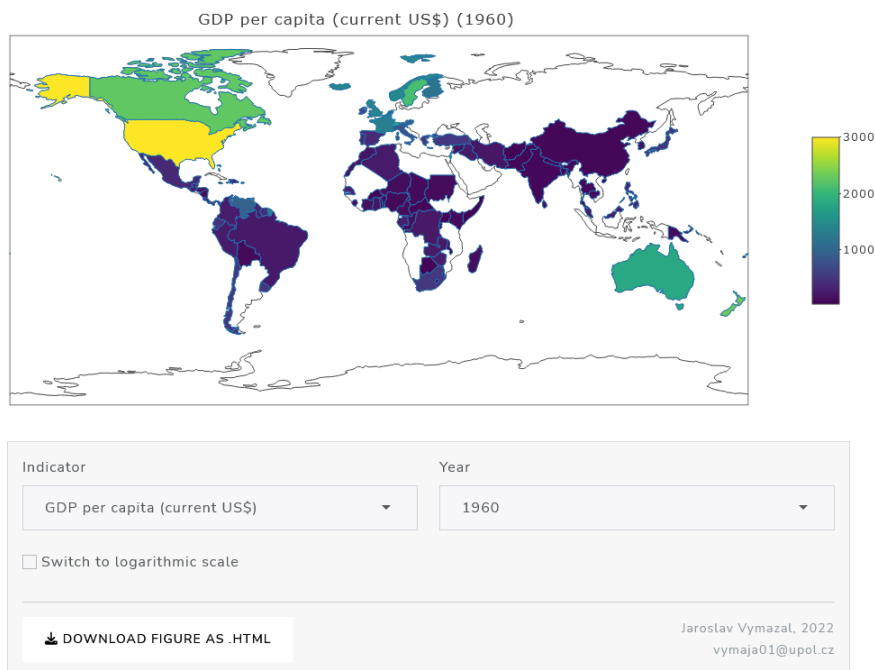 GDP per capita (current US$) (1960)
3000
2000
1000
Indicator
Year
GDP per capita (current US$)
1960
Switch to logarithmic scale
DOWNLOAD FIGURE AS .HTML
Jaroslav Vymazal, 2022
vymaja01@upol.cz